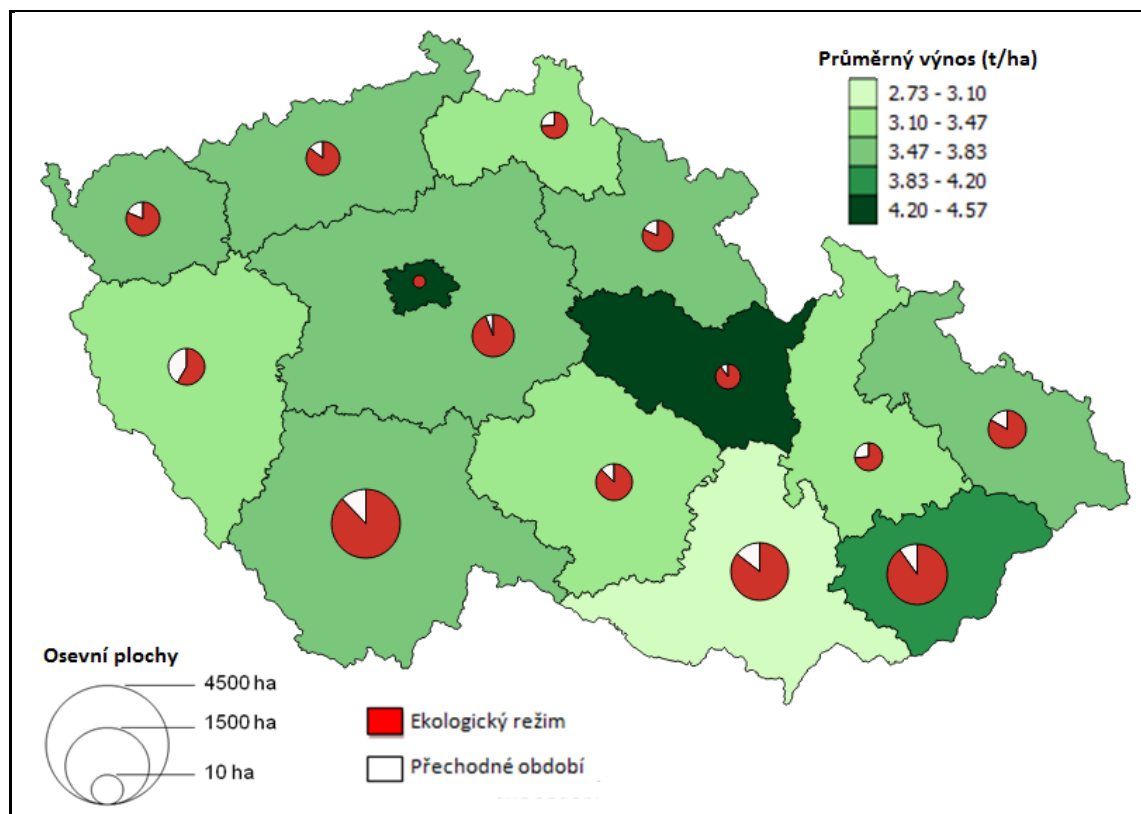 Průměrný výnos (t/ha)
2.73 - 3.10
3.10 - 3.47
3.47 - 3.83
3.83 - 4.20
4.20 - 4.57
Osevní plochy
4500 ha
1500 ha
10 ha
Ekologický režim
Přechodné období